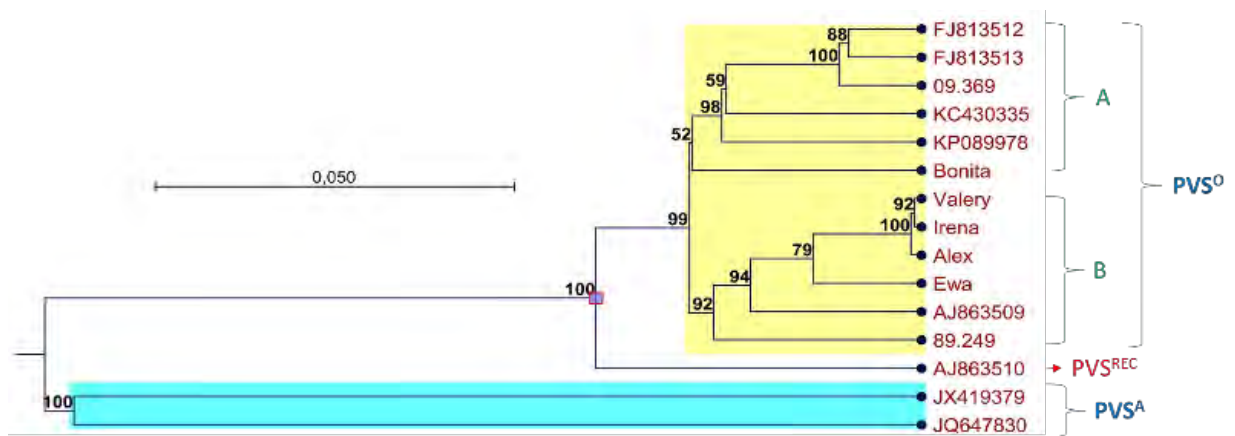 88 FJ813512
100 FJ813513
59 09.369 A
98 KC430335
52 KP089978
0,050 Bonita
PVSᴼ
99 92 Valery
100 Irena
79 Alex
94 Ewa B
100 92 AJ863509
89.249
AJ863510 PVSᴿᴱᶜ
100 JX419379 PVSᴬ
JQ647830